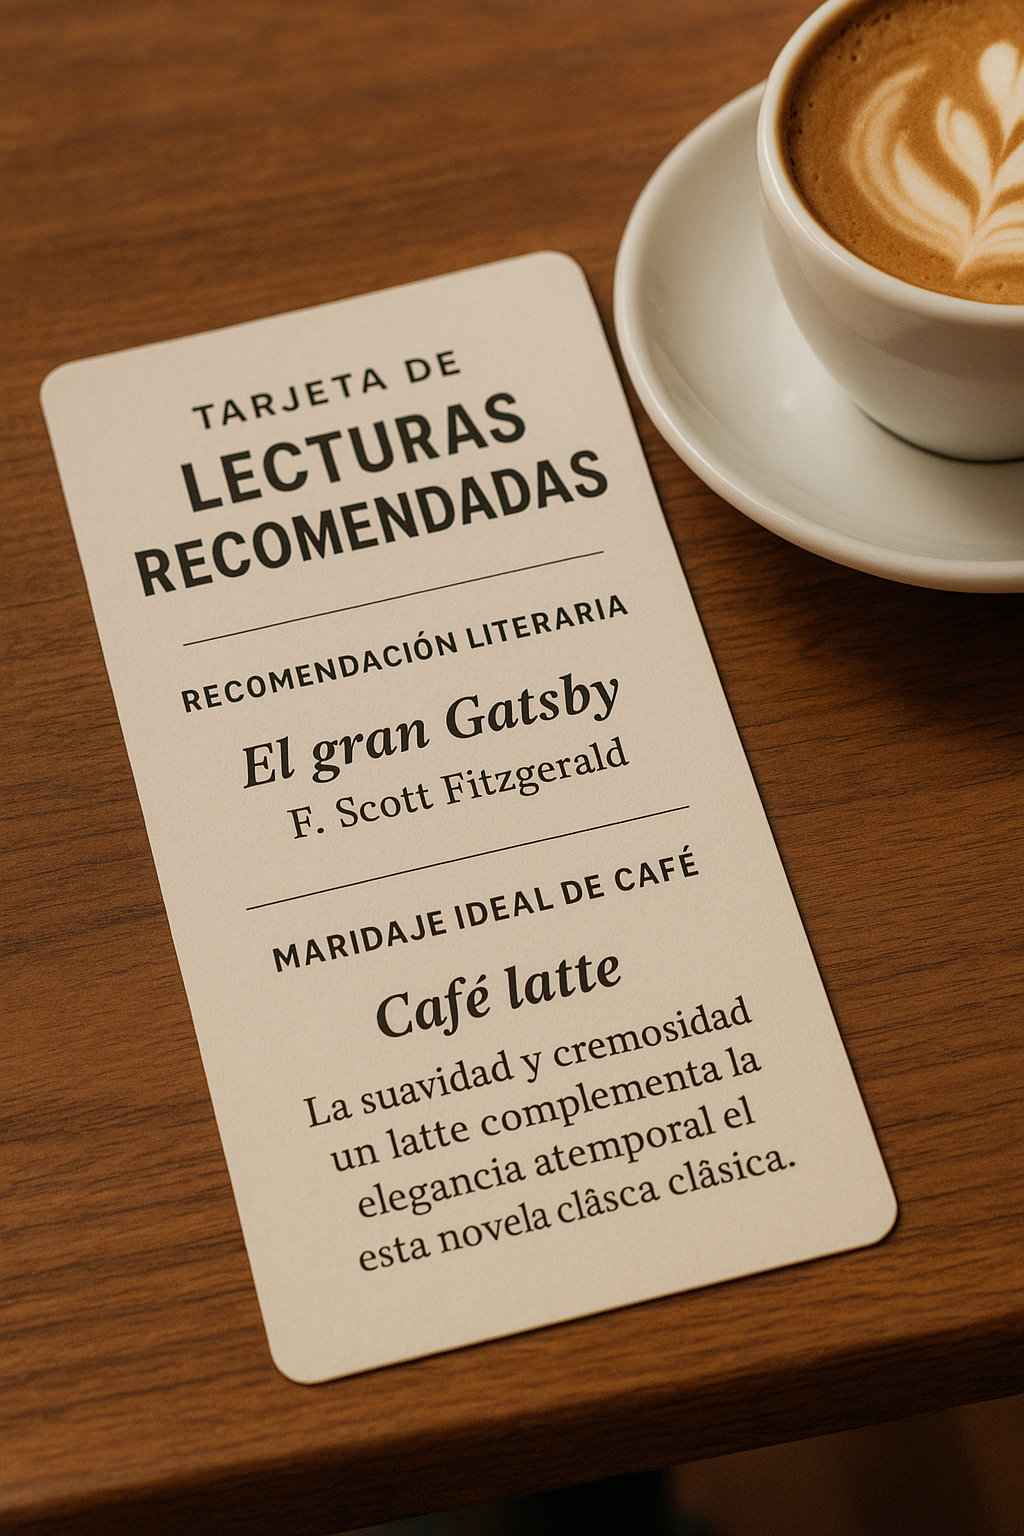 TARJETA DE
LECTURAS
RECOMENDADAS
RECOMENDACIÓN LITERARIA
El gran Gatsby
F. Scott Fitzgerald
MARIDAJE IDEAL DE CAFÉ
Café latte
La suavidad y cremosidad
un latte complementa la
elegancia atemporal el
esta novela clâsca clâsica.